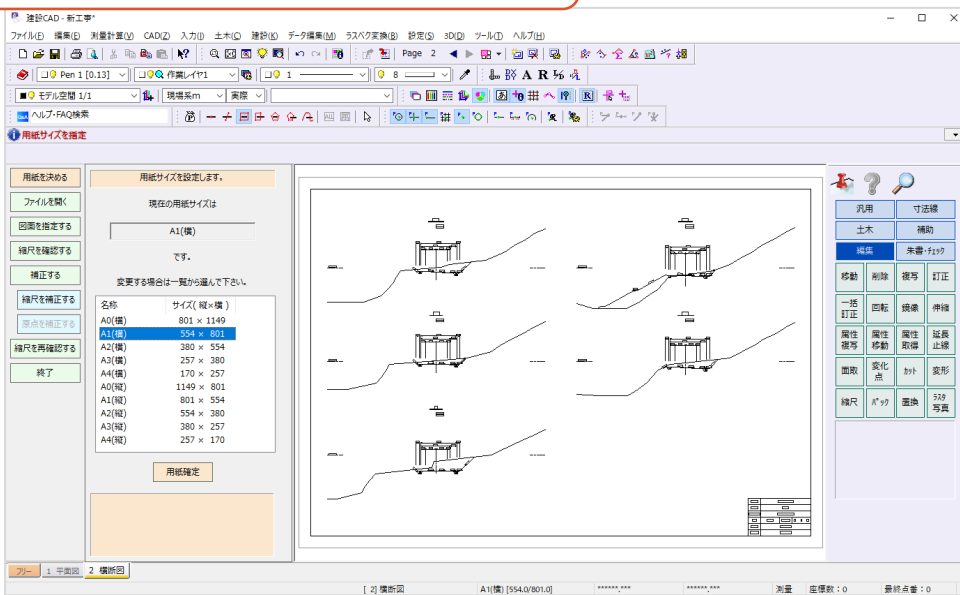 建設CAD - 新工事*
ファイル(F) 編集(E) 測量計算(V) CAD(Z) 入力(I) 土木(C) 建設(K) データ編集(M) ラスベク変換(B) 設定(S) 3D(D) ツール(T) ヘルプ(H)
Page 2
Pen 1 [0.13] 作業レイヤ1 1 8 A R
モデル空間 1/1 現場系m 実際
ヘルプ・FAQ検索
用紙サイズを指定
用紙を決める
ファイルを開く
図面を指定する
縮尺を確認する
補正する
縮尺を補正する
原点を補正する
縮尺を再確認する
終了
用紙サイズを設定します。
現在の用紙サイズは
A1(横)
です。
変更する場合は一覧から選んで下さい。
名称 サイズ( 縦×横 )
A0(横) 801 × 1149
A1(横) 554 × 801
A2(横) 380 × 554
A3(横) 257 × 380
A4(横) 170 × 257
A0(縦) 1149 × 801
A1(縦) 801 × 554
A2(縦) 554 × 380
A3(縦) 380 × 257
A4(縦) 257 × 170
用紙確定
汎用 寸法線
土木 補助
編集 朱書・チェック
移動 削除 複写 訂正
一括訂正 回転 鏡像 伸縮
属性複写 属性移動 属性取得 延長止線
面取 変化点 カット 変形
縮尺 パック 置換 ラスタ写真
フリー 1 平面図 2 横断図
[ 2] 横断図 A1(横) [554.0/801.0] ******.*** ******.*** 測量 座標数：0 最終点番：0